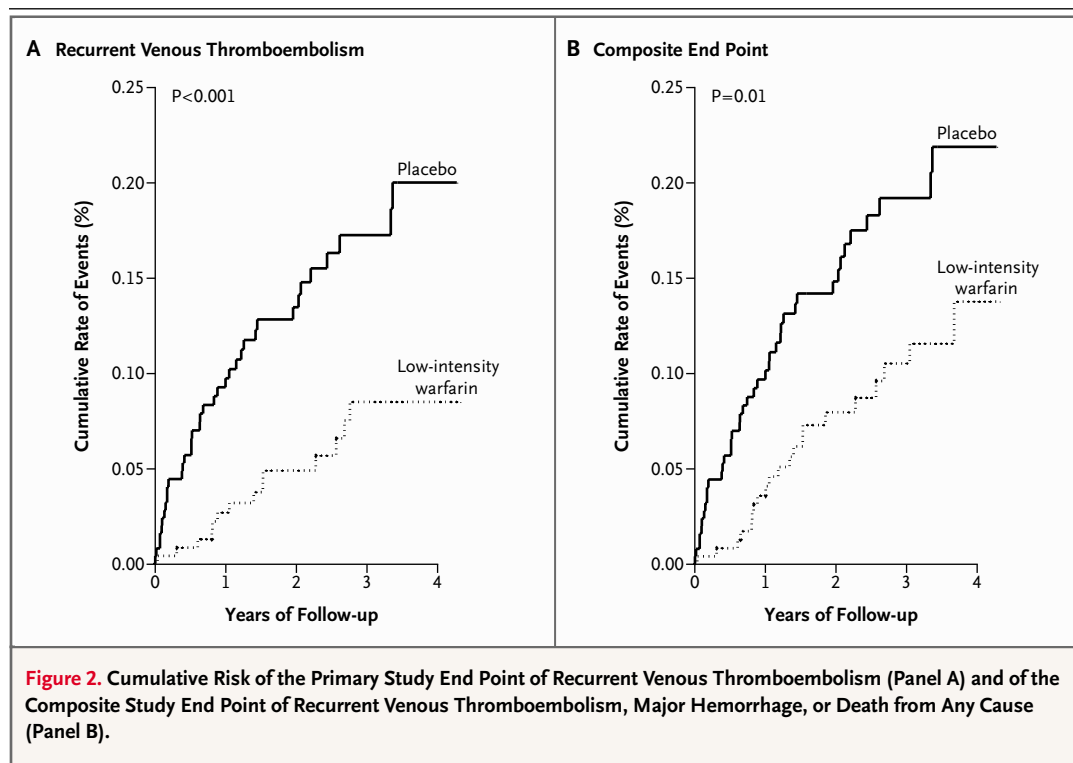 A Recurrent Venous Thromboembolism
P<0.001
0.25
0.20
0.15
0.10
0.05
0.00
Cumulative Rate of Events (%)
Placebo
Low-intensity
warfarin
0 1 2 3 4
Years of Follow-up
B Composite End Point
P=0.01
0.25
0.20
0.15
0.10
0.05
0.00
Cumulative Rate of Events (%)
Placebo
Low-intensity
warfarin
0 1 2 3 4
Years of Follow-up
Figure 2. Cumulative Risk of the Primary Study End Point of Recurrent Venous Thromboembolism (Panel A) and of the
Composite Study End Point of Recurrent Venous Thromboembolism, Major Hemorrhage, or Death from Any Cause
(Panel B).